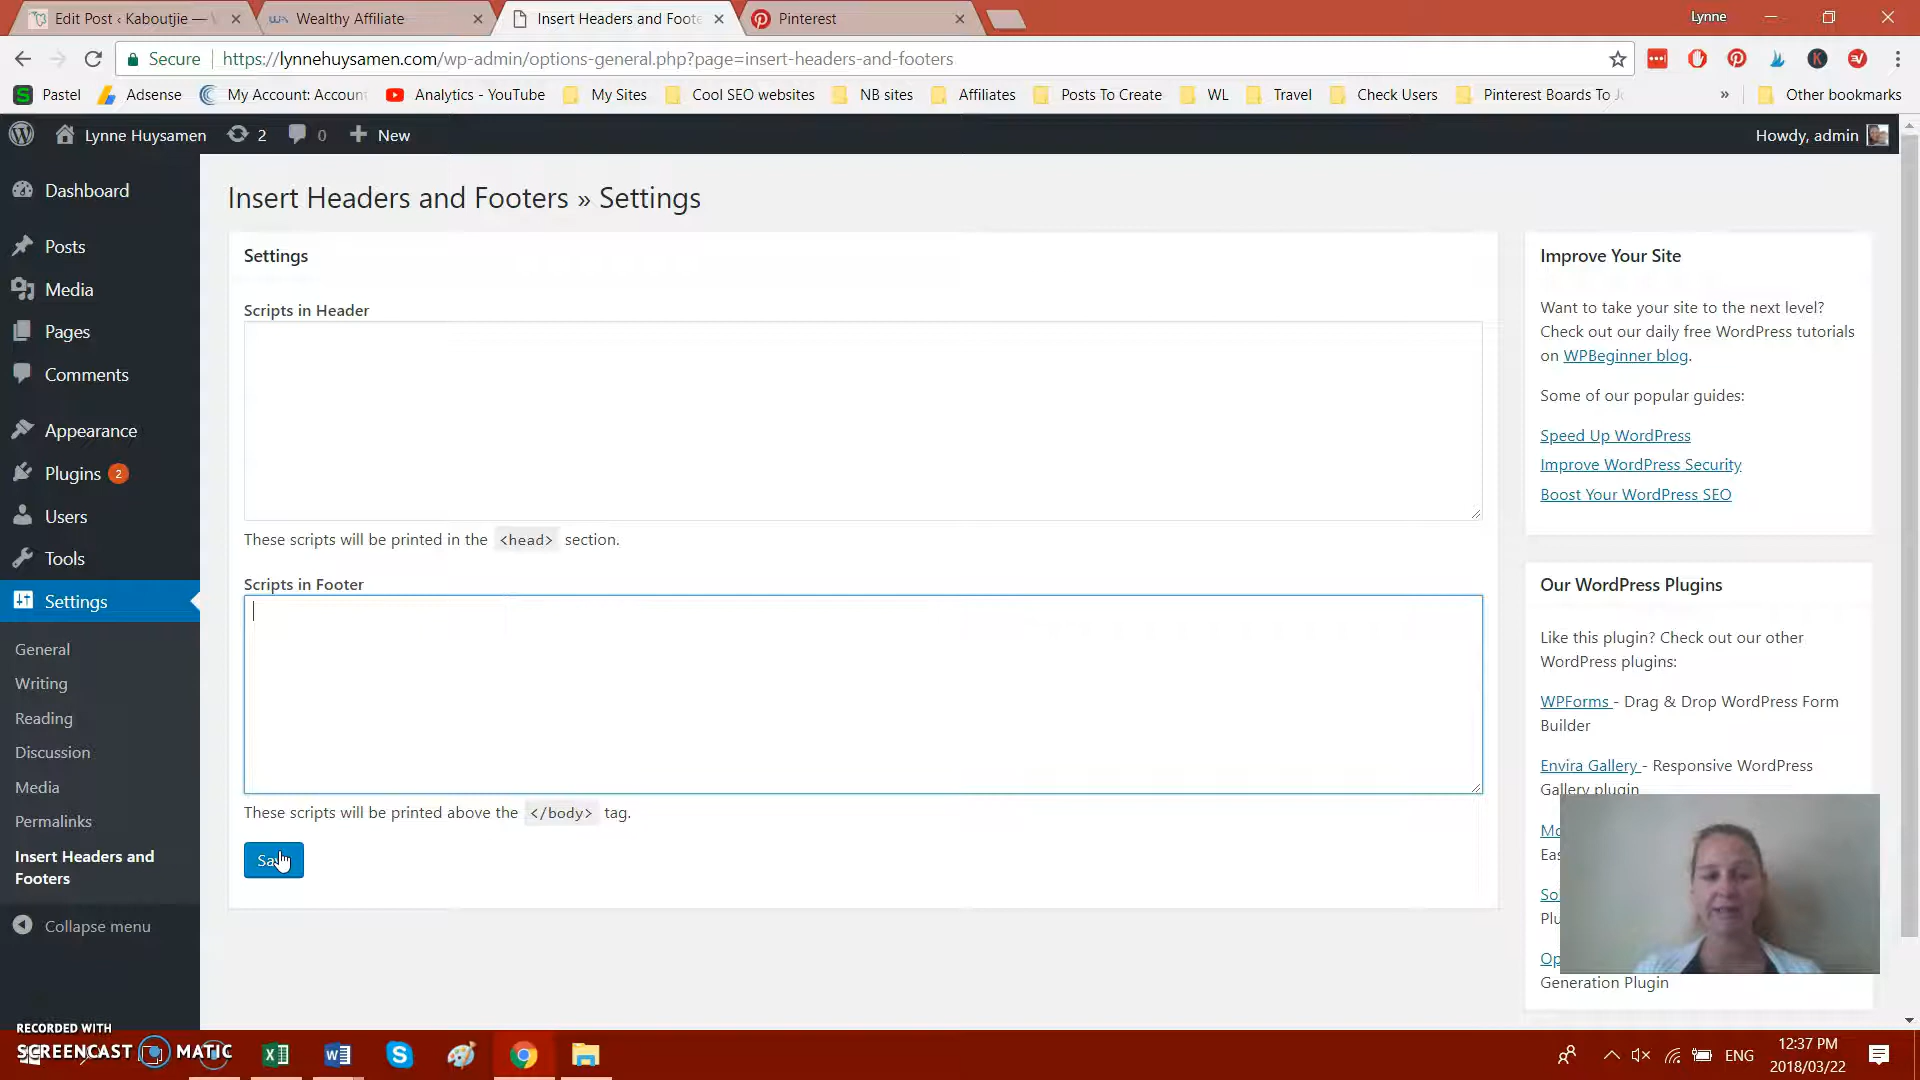 Edit Post ‹ Kaboutjie —
Wealthy Affiliate
Insert Headers and Foote
Pinterest
Lynne
Secure
https://lynnehuysamen.com/wp-admin/options-general.php?page=insert-headers-and-footers
Pastel
Adsense
My Account: Accoun
Analytics - YouTube
My Sites
Cool SEO websites
NB sites
Affiliates
Posts To Create
WL
Travel
Check Users
Pinterest Boards To Jo
»
Other bookmarks
Lynne Huysamen
2
0
New
Howdy, admin
Dashboard
Posts
Media
Pages
Comments
Appearance
Plugins 2
Users
Tools
Settings
General
Writing
Reading
Discussion
Media
Permalinks
Insert Headers and
Footers
Collapse menu
Insert Headers and Footers » Settings
Settings
Scripts in Header
These scripts will be printed in the <head> section.
Scripts in Footer
These scripts will be printed above the </body> tag.
Improve Your Site
Want to take your site to the next level?
Check out our daily free WordPress tutorials
on WPBeginner blog.
Some of our popular guides:
Speed Up WordPress
Improve WordPress Security
Boost Your WordPress SEO
Our WordPress Plugins
Like this plugin? Check out our other
WordPress plugins:
WPForms - Drag & Drop WordPress Form
Builder
Envira Gallery - Responsive WordPress
Gallery plugin
Generation Plugin
RECORDED WITH
SCREENCAST MATIC
ENG
12:37 PM
2018/03/22